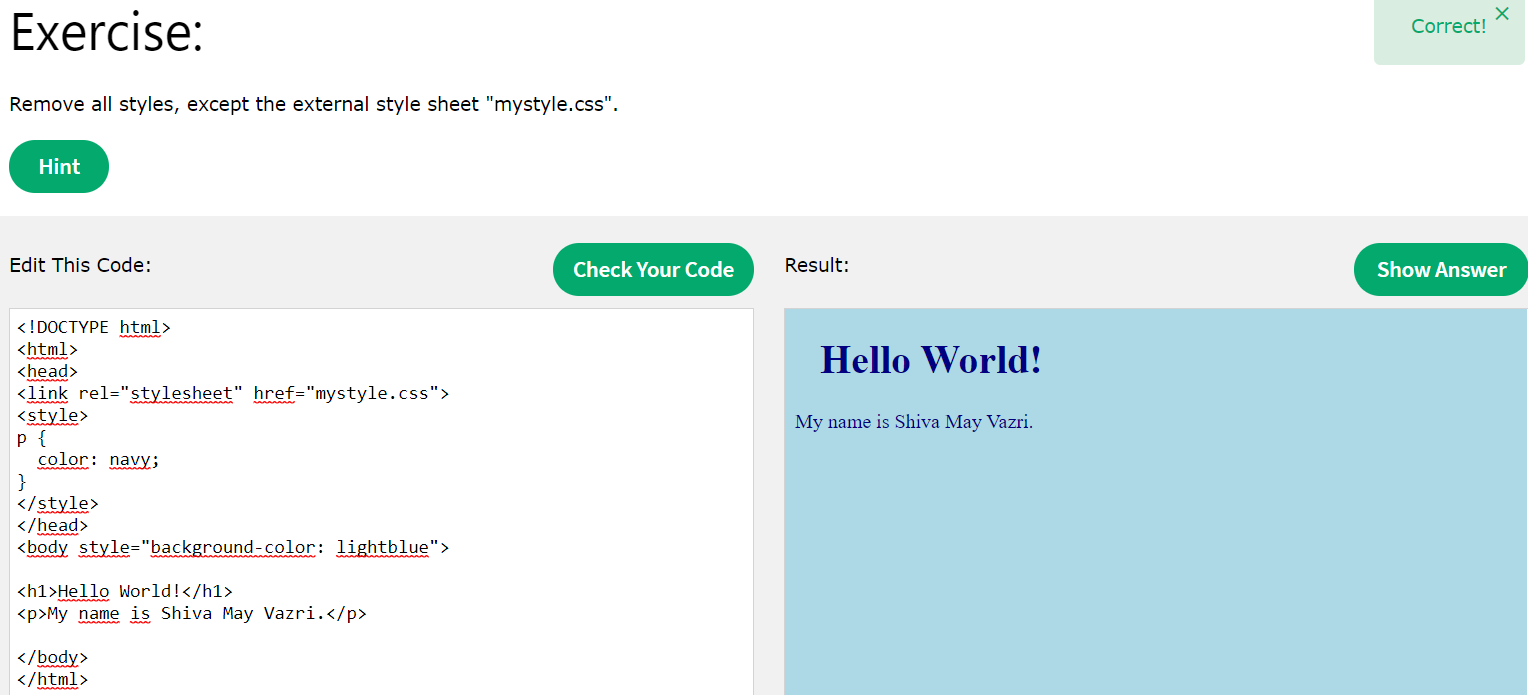 Exercise:
Correct! ×
Remove all styles, except the external style sheet "mystyle.css".
Hint
Edit This Code:
Check Your Code
Result:
Show Answer
<!DOCTYPE html>
<html>
<head>
<link rel="stylesheet" href="mystyle.css">
<style>
p {
  color: navy;
}
</style>
</head>
<body style="background-color: lightblue">
<h1>Hello World!</h1>
<p>My name is Shiva May Vazri.</p>
</body>
</html>
Hello World!
My name is Shiva May Vazri.